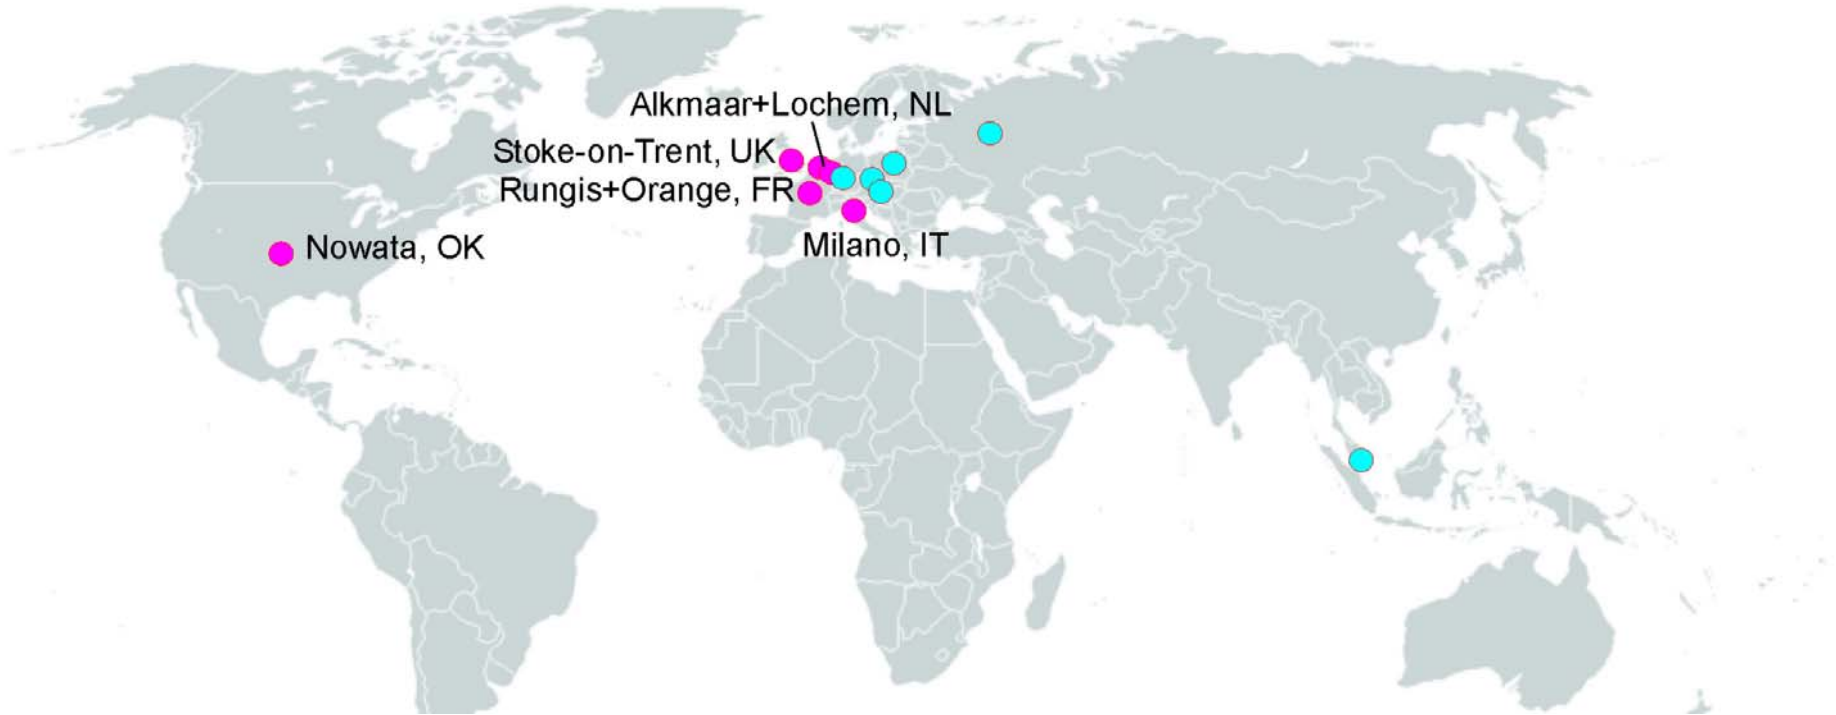 Alkmaar+Lochem, NL
Stoke-on-Trent, UK
Rungis+Orange, FR
Nowata, OK
Milano, IT